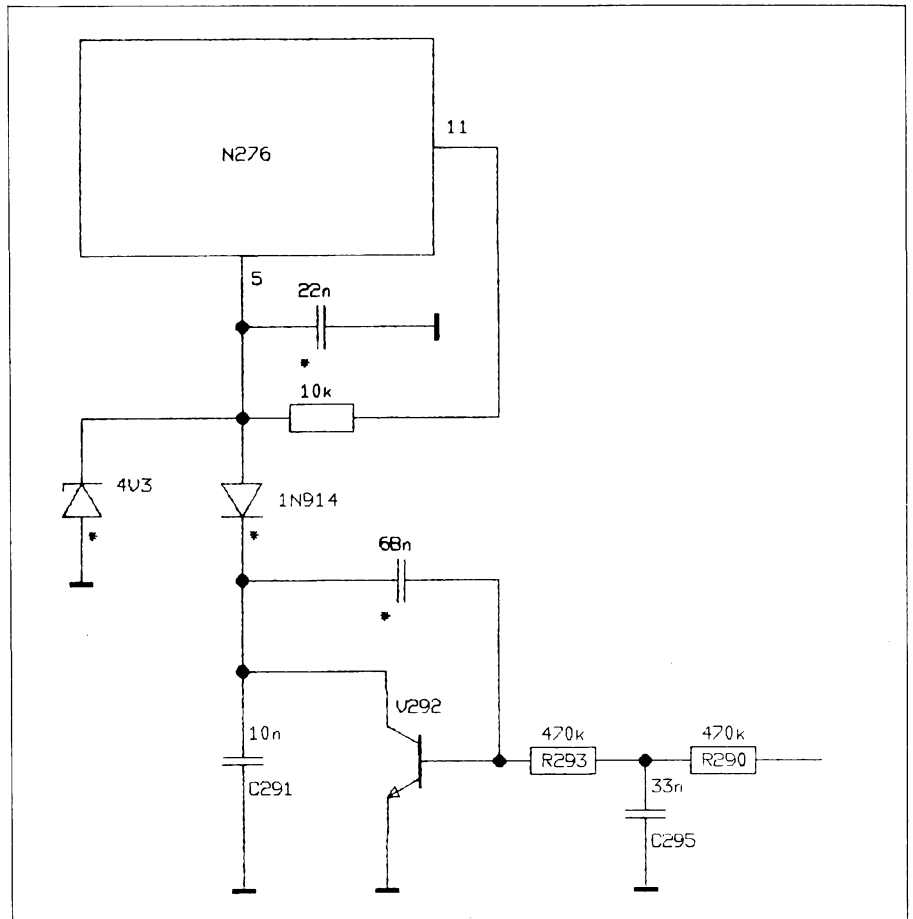 11
N276
5
22n
*
10k
4V3
1N914
*
*
68n
*
V292
10n
470k
470k
R293
R290
C291
33n
C295